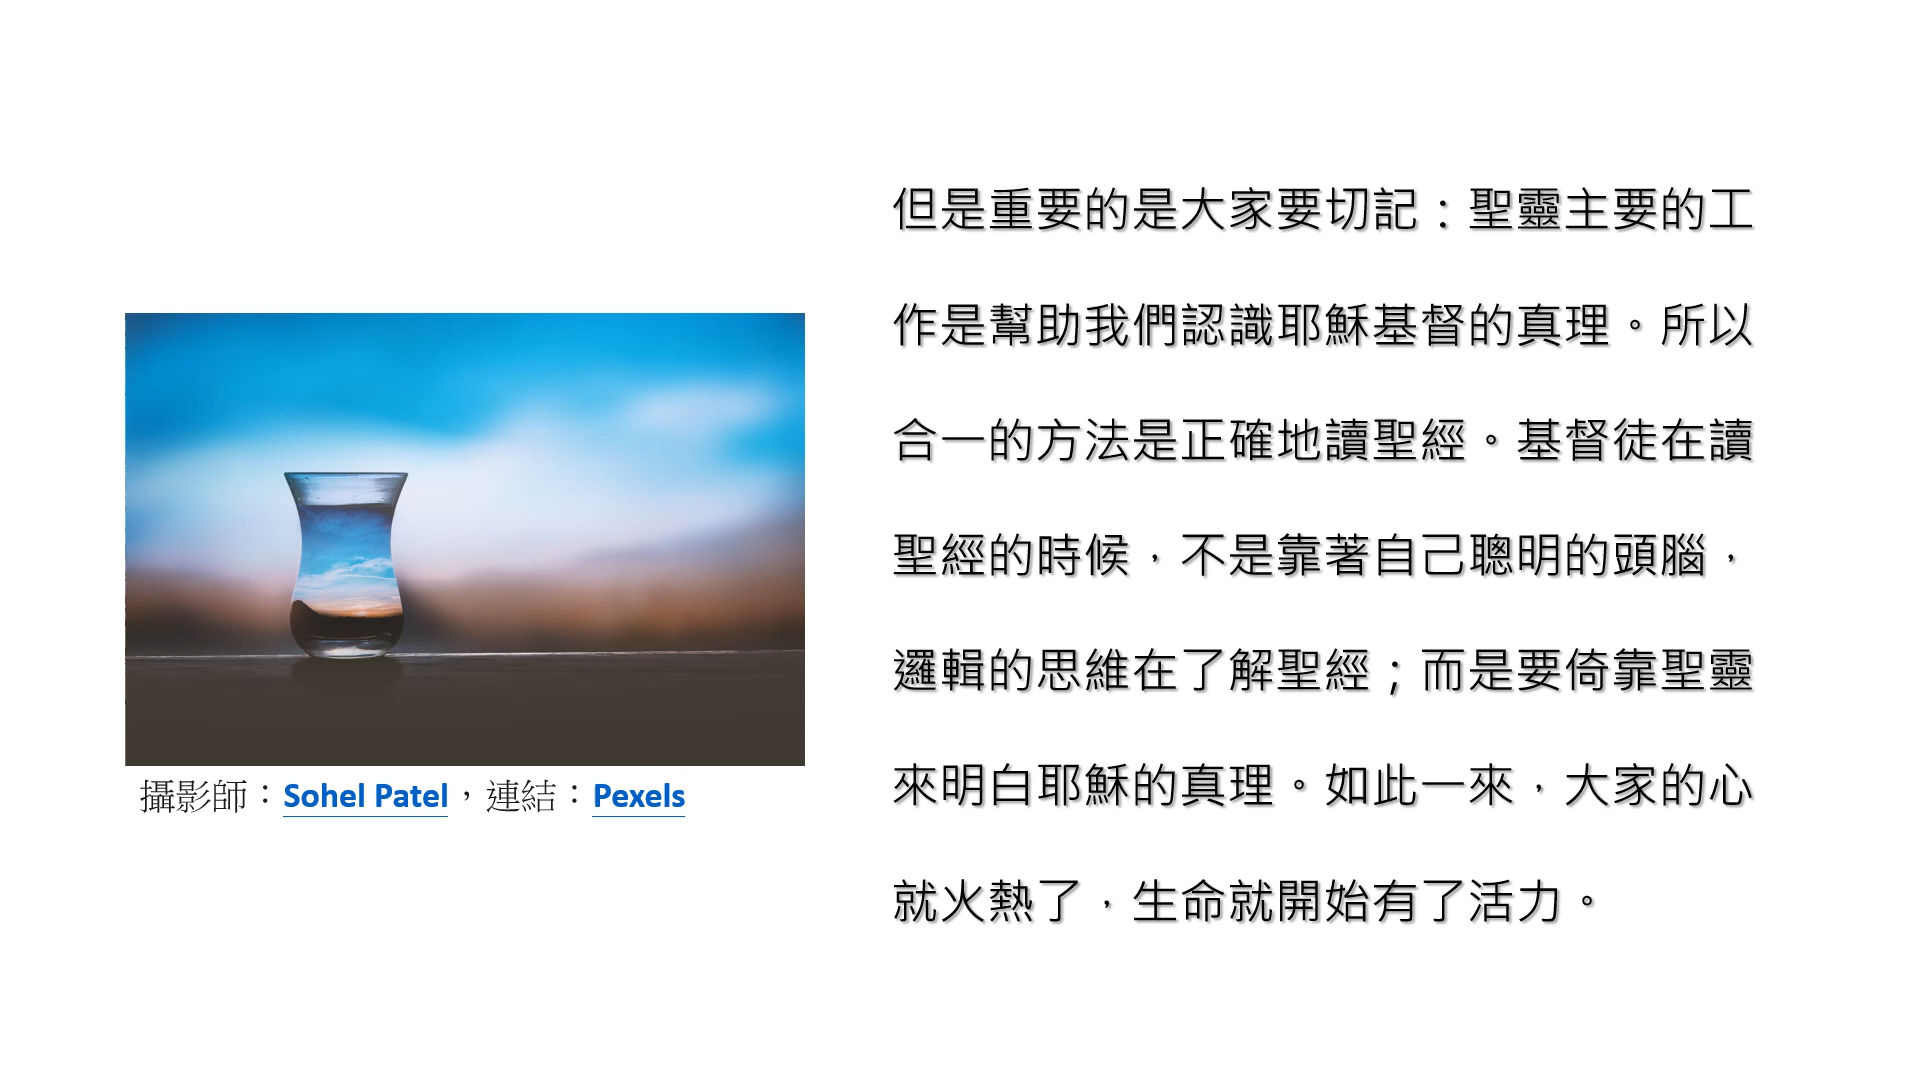 但是重要的是大家要切記：聖靈主要的工
作是幫助我們認識耶穌基督的真理。所以
合一的方法是正確地讀聖經。基督徒在讀
聖經的時候，不是靠著自己聰明的頭腦，
邏輯的思維在了解聖經；而是要倚靠聖靈
來明白耶穌的真理。如此一來，大家的心
就火熱了，生命就開始有了活力。
攝影師：Sohel Patel，連結：Pexels